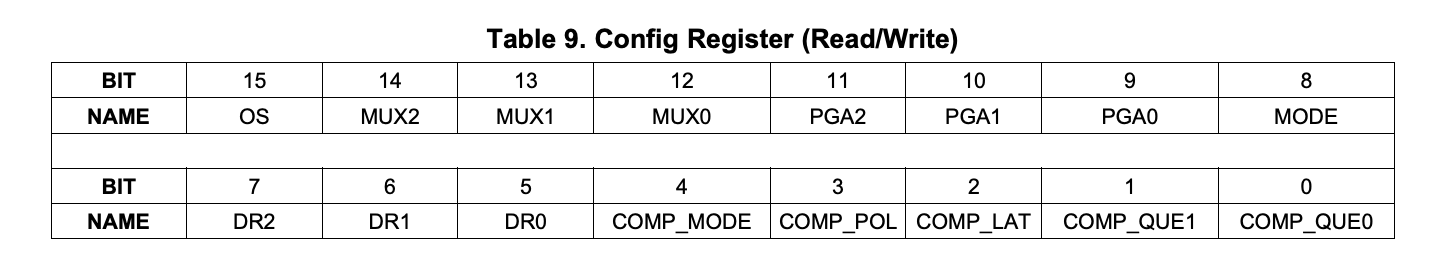 Table 9. Config Register (Read/Write)
BIT 15 14 13 12 11 10 9 8
NAME OS MUX2 MUX1 MUX0 PGA2 PGA1 PGA0 MODE
BIT 7 6 5 4 3 2 1 0
NAME DR2 DR1 DR0 COMP_MODE COMP_POL COMP_LAT COMP_QUE1 COMP_QUE0